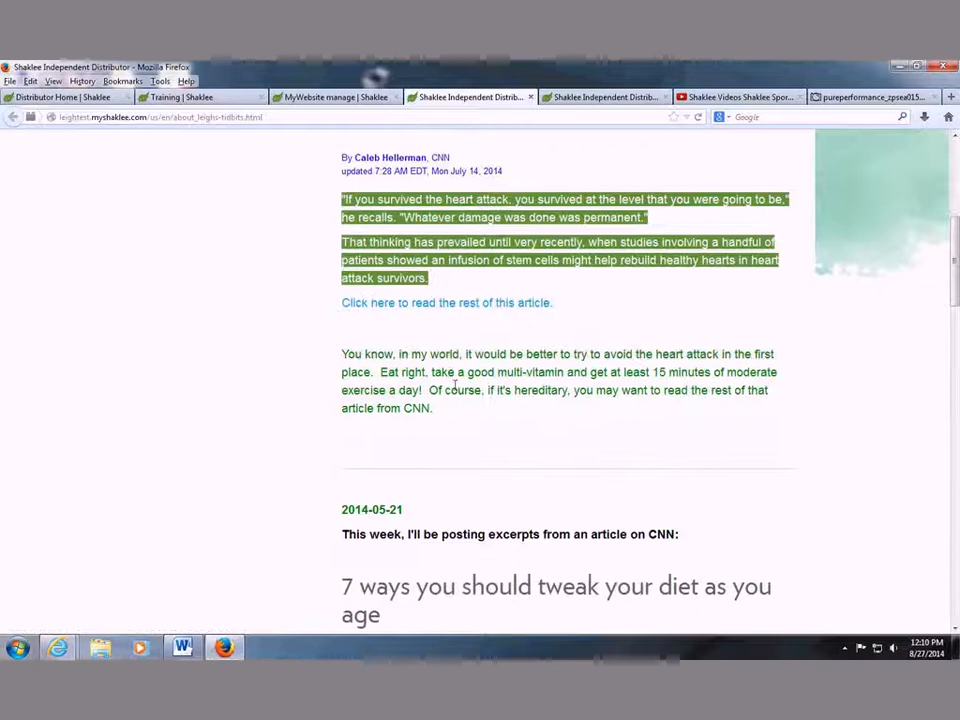 Shaklee Independent Distributor - Mozilla Firefox
File Edit View History Bookmarks Tools Help
Distributor Home | Shaklee
Training | Shaklee
MyWebsite manage | Shaklee
Shaklee Independent Distrib...
Shaklee Independent Distrib...
Shaklee Videos Shaklee Spor...
pureperformance_zpsea015...
leightest.myshaklee.com/us/en/about_leighs-tidbits.html
Google
By Caleb Hellerman, CNN
updated 7:28 AM EDT, Mon July 14, 2014
"If you survived the heart attack, you survived at the level that you were going to be,"
he recalls. "Whatever damage was done was permanent."
That thinking has prevailed until very recently, when studies involving a handful of
patients showed an infusion of stem cells might help rebuild healthy hearts in heart
attack survivors.
Click here to read the rest of this article.
You know, in my world, it would be better to try to avoid the heart attack in the first
place. Eat right, take a good multi-vitamin and get at least 15 minutes of moderate
exercise a day! Of course, if it's hereditary, you may want to read the rest of that
article from CNN.
2014-05-21
This week, I'll be posting excerpts from an article on CNN:
7 ways you should tweak your diet as you
age
12:10 PM
8/27/2014